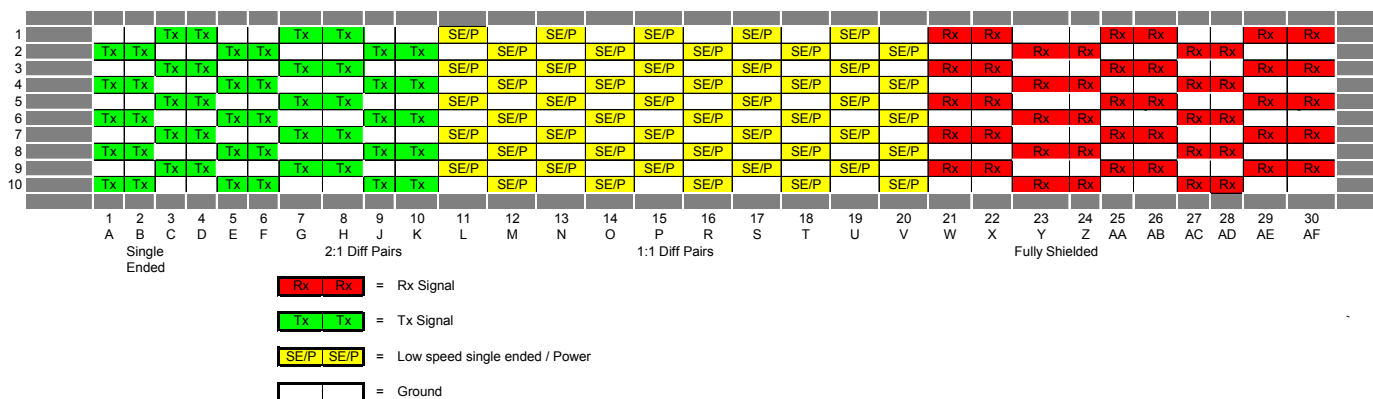 1 Tx Tx Tx Tx SE/P SE/P SE/P SE/P SE/P Rx Rx Rx Rx Rx Rx
2 Tx Tx Tx Tx Tx Tx SE/P SE/P SE/P SE/P SE/P Rx Rx Rx Rx
3 Tx Tx Tx Tx SE/P SE/P SE/P SE/P SE/P Rx Rx Rx Rx Rx Rx
4 Tx Tx Tx Tx Tx Tx SE/P SE/P SE/P SE/P SE/P Rx Rx Rx Rx
5 Tx Tx Tx Tx SE/P SE/P SE/P SE/P SE/P Rx Rx Rx Rx Rx Rx
6 Tx Tx Tx Tx Tx Tx SE/P SE/P SE/P SE/P SE/P Rx Rx Rx Rx
7 Tx Tx Tx Tx SE/P SE/P SE/P SE/P SE/P Rx Rx Rx Rx Rx Rx
8 Tx Tx Tx Tx Tx Tx SE/P SE/P SE/P SE/P SE/P Rx Rx Rx Rx
9 Tx Tx Tx Tx SE/P SE/P SE/P SE/P SE/P Rx Rx Rx Rx Rx Rx
10 Tx Tx Tx Tx Tx Tx SE/P SE/P SE/P SE/P SE/P Rx Rx Rx Rx
1 2 3 4 5 6 7 8 9 10 11 12 13 14 15 16 17 18 19 20 21 22 23 24 25 26 27 28 29 30
A B C D E F G H J K L M N O P R S T U V W X Y Z AA AB AC AD AE AF
Single 2:1 Diff Pairs 1:1 Diff Pairs Fully Shielded
Ended
Rx Rx = Rx Signal
Tx Tx = Tx Signal
SE/P SE/P = Low speed single ended / Power
= Ground